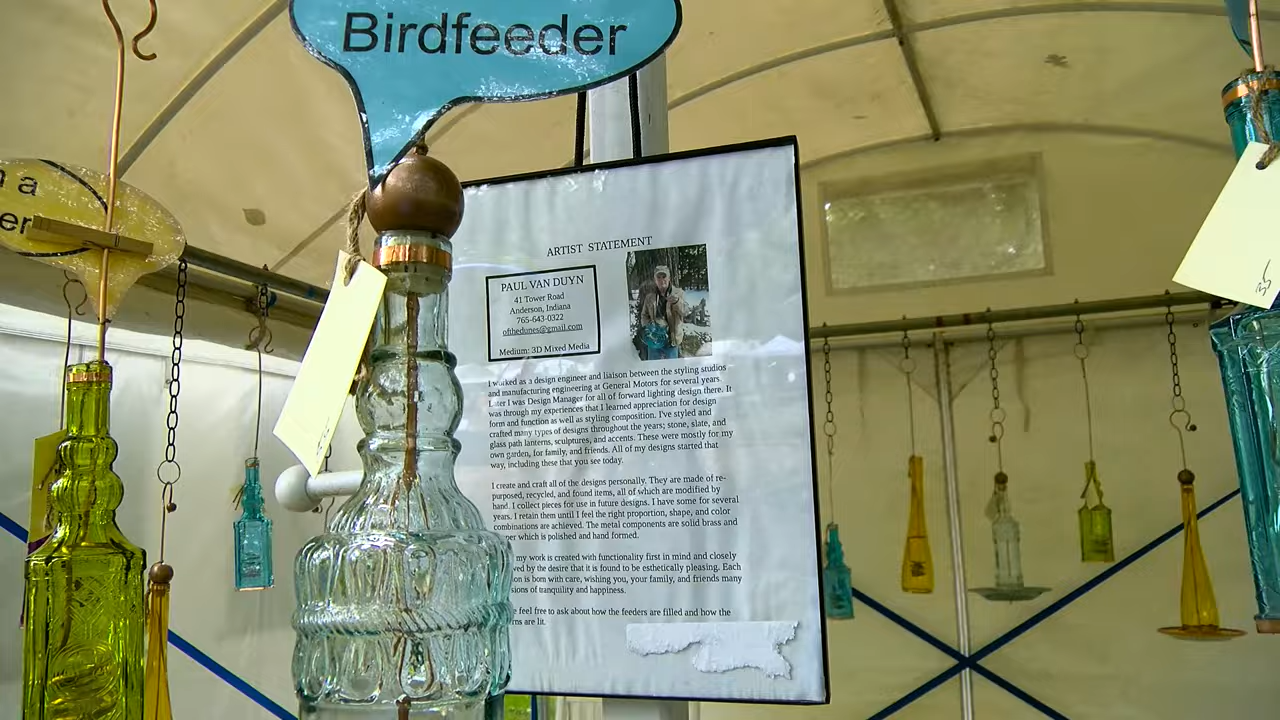 Birdfeeder
n a
er
ARTIST STATEMENT
PAUL VAN DUYN
41 Tower Road
Anderson, Indiana
765-643-0322
ofthedunes@gmail.com
Medium: 3D Mixed Media
I worked as a design engineer and liaison between the styling studios
and manufacturing engineering at General Motors for several years.
Later I was Design Manager for all of forward lighting design there. It
was through my experiences that I learned appreciation for design
form and function as well as styling composition. I've styled and
crafted many types of designs throughout the years; stone, slate, and
glass path lanterns, sculptures, and accents. These were mostly for my
own garden, for family, and friends. All of my designs started that
way, including these that you see today.
I create and craft all of the designs personally. They are made of re-
purposed, recycled, and found items, all of which are modified by
hand. I collect pieces for use in future designs. I have some for several
years. I retain them until I feel the right proportion, shape, and color
combinations are achieved. The metal components are solid brass and
per which is polished and hand formed.
my work is created with functionality first in mind and closely
ved by the desire that it is found to be esthetically pleasing. Each
on is born with care, wishing you, your family, and friends many
sions of tranquility and happiness.
feel free to ask about how the feeders are filled and how the
rns are lit.